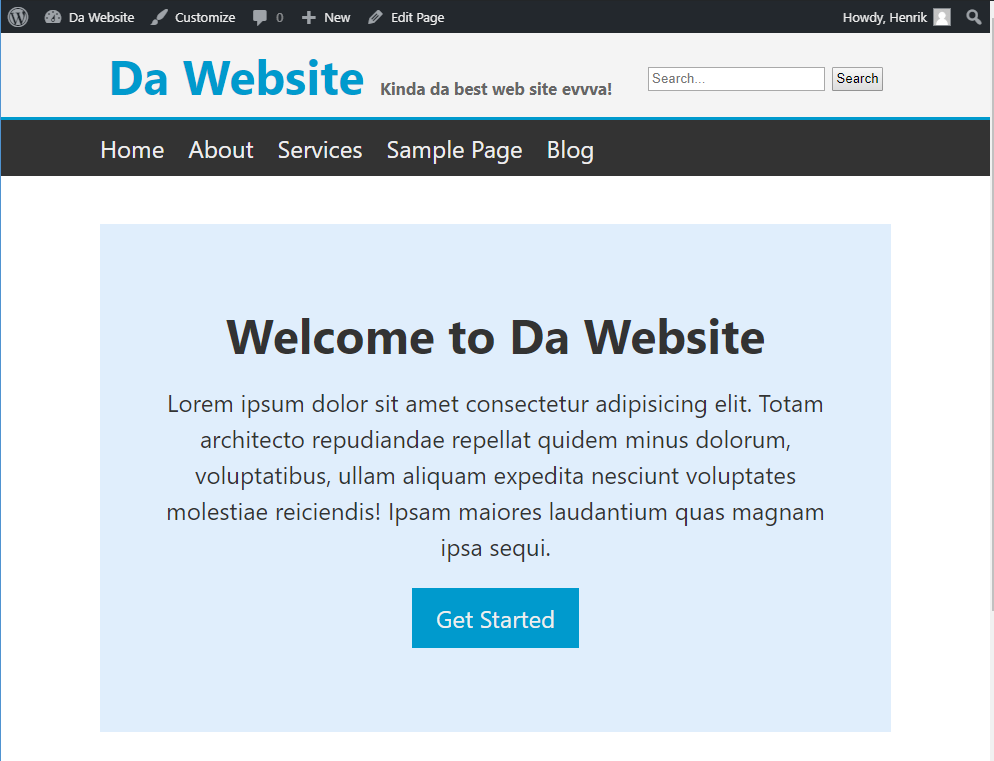 Da Website Customize 0 New Edit Page Howdy, Henrik
Da Website Kinda da best web site evvva! Search... Search
Home About Services Sample Page Blog
Welcome to Da Website
Lorem ipsum dolor sit amet consectetur adipisicing elit. Totam
architecto repudiandae repellat quidem minus dolorum,
voluptatibus, ullam aliquam expedita nesciunt voluptates
molestiae reiciendis! Ipsam maiores laudantium quas magnam
ipsa sequi.
Get Started